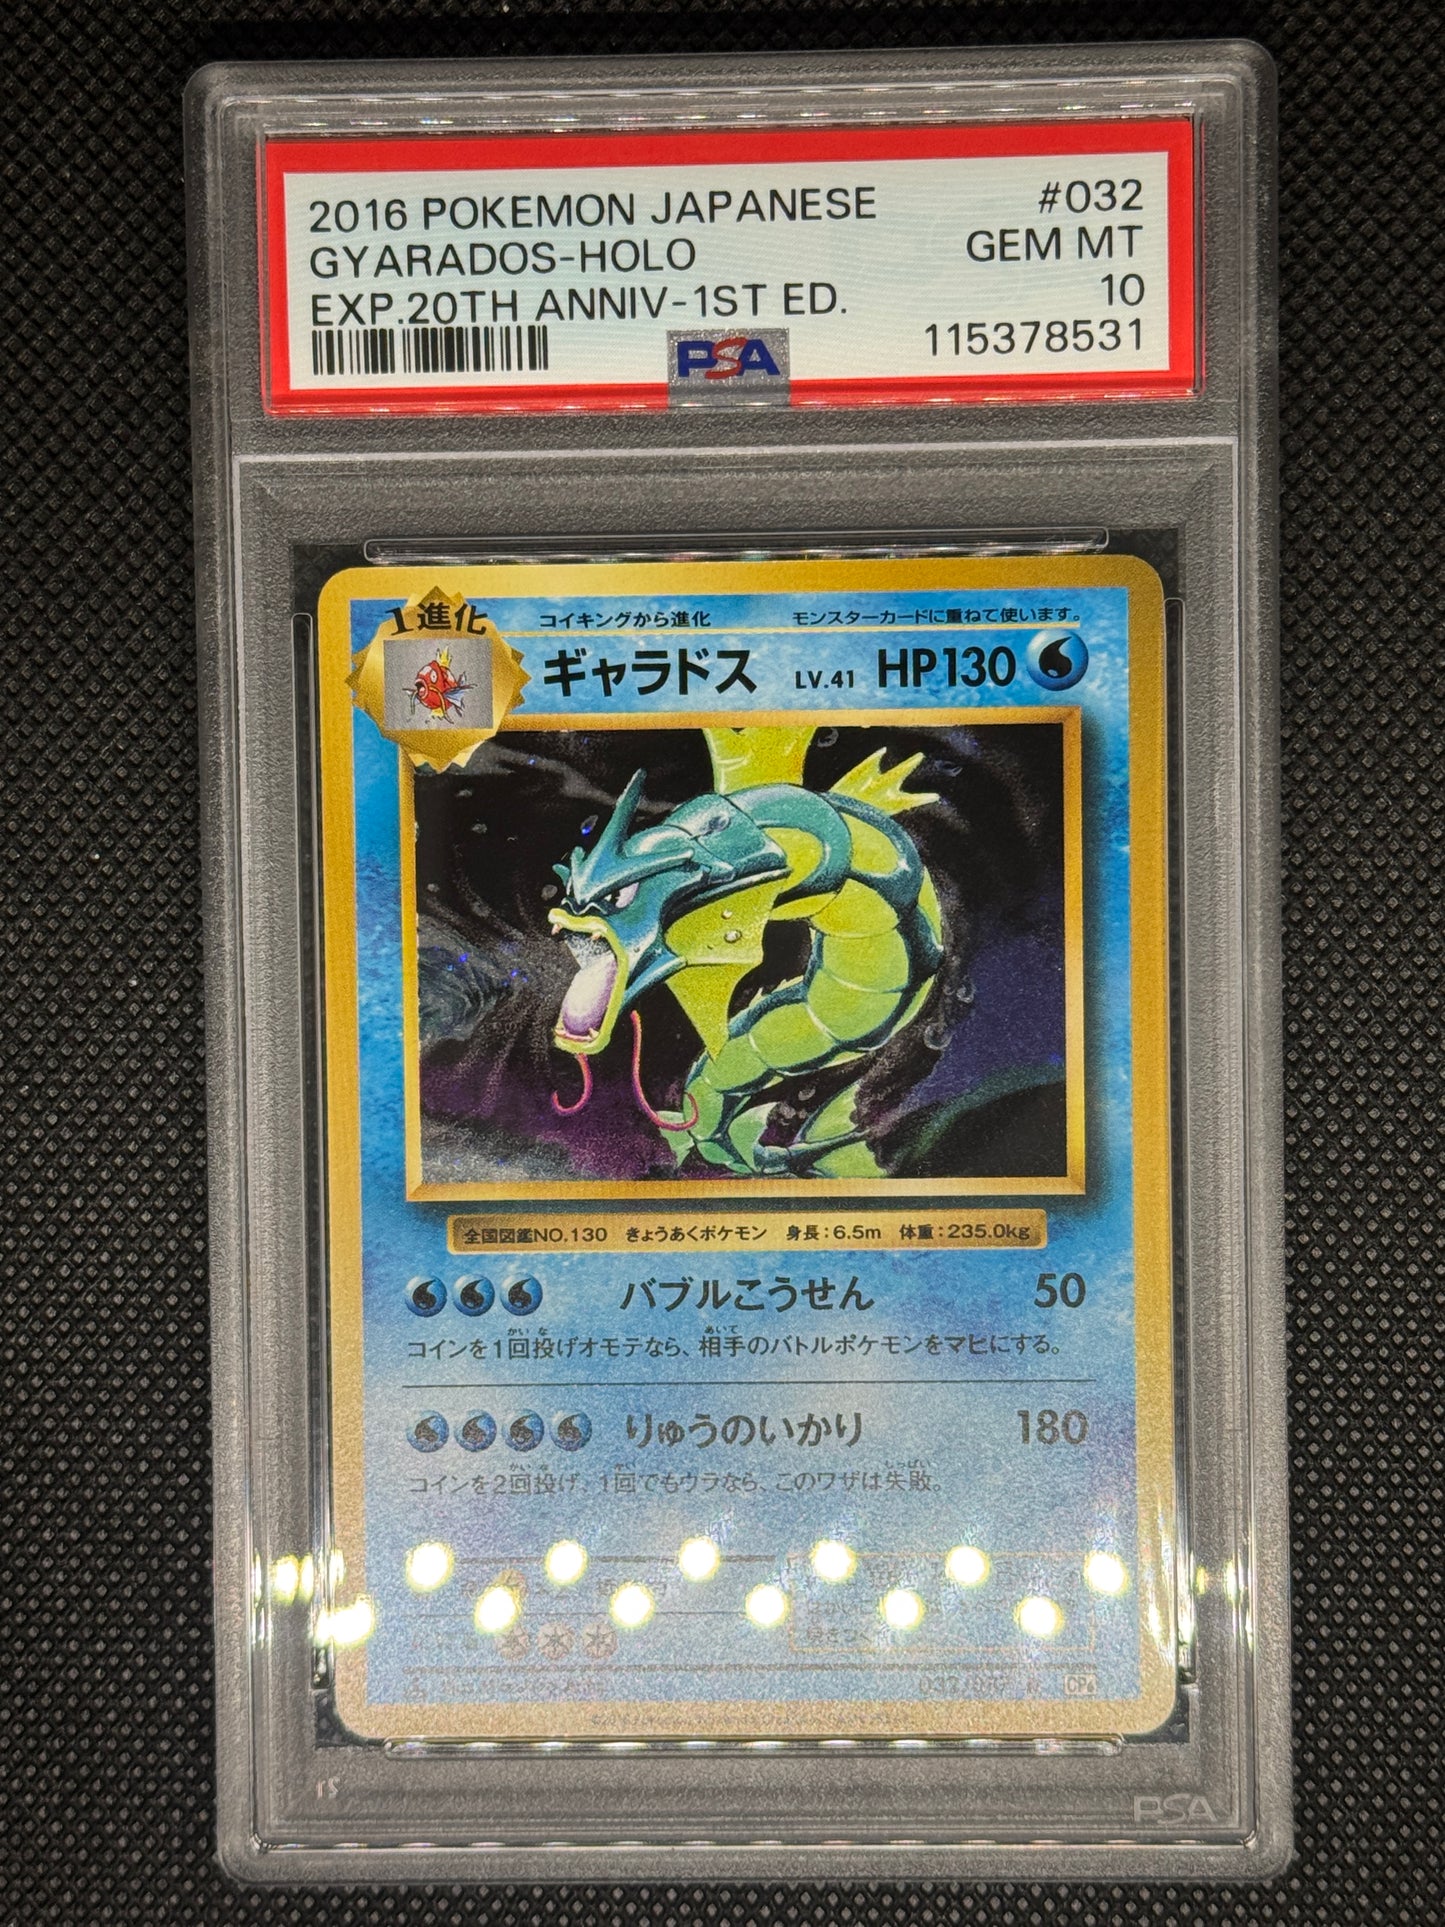 2016 POKEMON JAPANESE #032
GYARADOS-HOLO GEM MT
EXP.20TH ANNIV-1ST ED. 10
PSA 115378531
1進化 コイキングから進化 モンスターカードに重ねて使います。
ギャラドス LV.41 HP130
全国図鑑NO.130 きょうあくポケモン 身長:6.5m 体重:235.0kg
バブルこうせん 50
コインを1回投げオモテなら、相手のバトルポケモンをマヒにする。
りゅうのいかり 180
コインを2回投げ、1回でもウラなら、このワザは失敗。
CP6
PSA